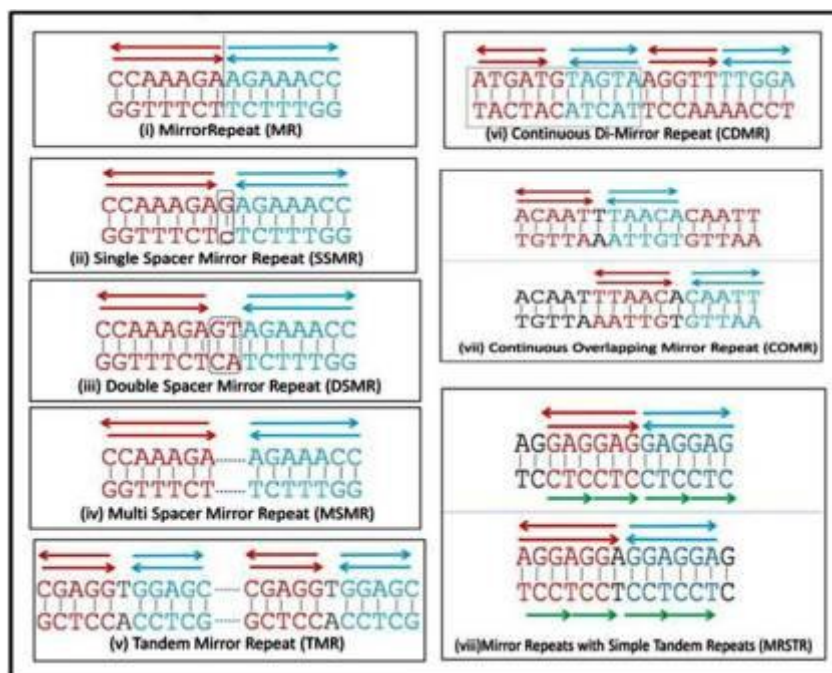 CCAAAGAAGAAACC
GGTTTCTTCTTTGG
(i) MirrorRepeat (MR)
CCAAAGAGAGAAACC
GGTTTCTCTCTTTGG
(ii) Single Spacer Mirror Repeat (SSMR)
CCAAAGAGTAGAAACC
GGTTTCTCATCTTTGG
(iii) Double Spacer Mirror Repeat (DSMR)
CCAAAGA......AGAAACC
GGTTTCT......TCTTTGG
(iv) Multi Spacer Mirror Repeat (MSMR)
CGAGGTGGAGC......CGAGGTGGAGC
GCTCCACCTCG......GCTCCACCTCG
(v) Tandem Mirror Repeat (TMR)
ATGATGTAGTAAGGTTTTGGA
TACTACATCATTCCAAAACCT
(vi) Continuous Di-Mirror Repeat (CDMR)
ACAATTTAACACAATT
TGTTAAATTGTGTTAA
ACAATTTAACACAATT
TGTTAAATTGTGTTAA
(vii) Continuous Overlapping Mirror Repeat (COMR)
AGGAGGAGGAGGAG
TCCTCCTCCTCCTC
AGGAGGAGGAGGAG
TCCTCCTCCTCCTC
(viii)Mirror Repeats with Simple Tandem Repeats (MRSTR)